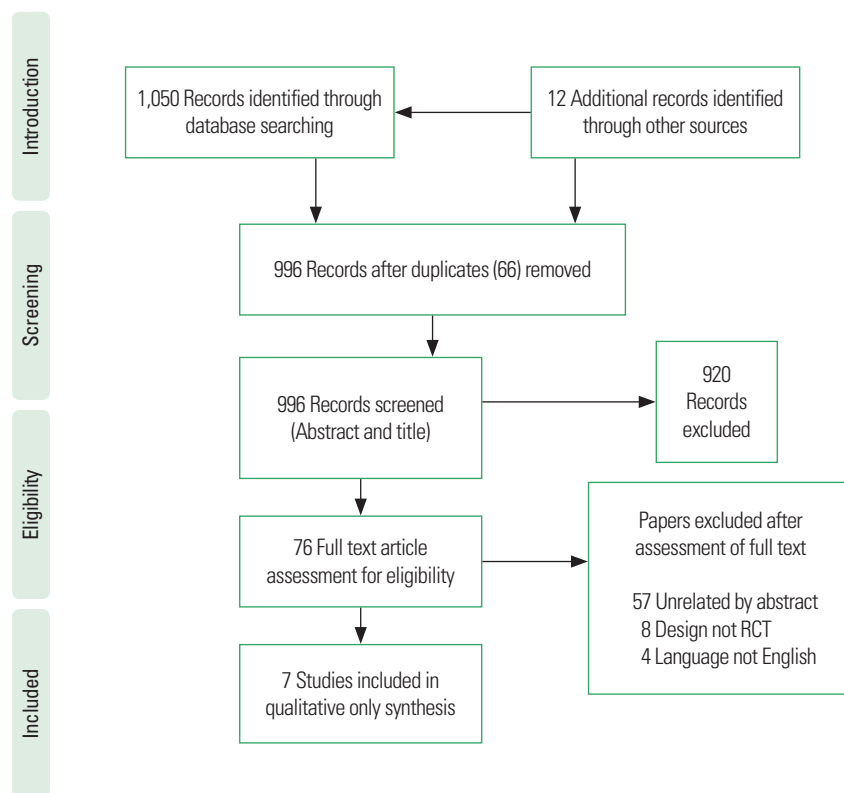 Introduction
1,050 Records identified through
database searching
12 Additional records identified
through other sources
Screening
996 Records after duplicates (66) removed
996 Records screened
(Abstract and title)
920
Records
excluded
Eligibility
76 Full text article
assessment for eligibility
Papers excluded after
assessment of full text
57 Unrelated by abstract
8 Design not RCT
4 Language not English
Included
7 Studies included in
qualitative only synthesis